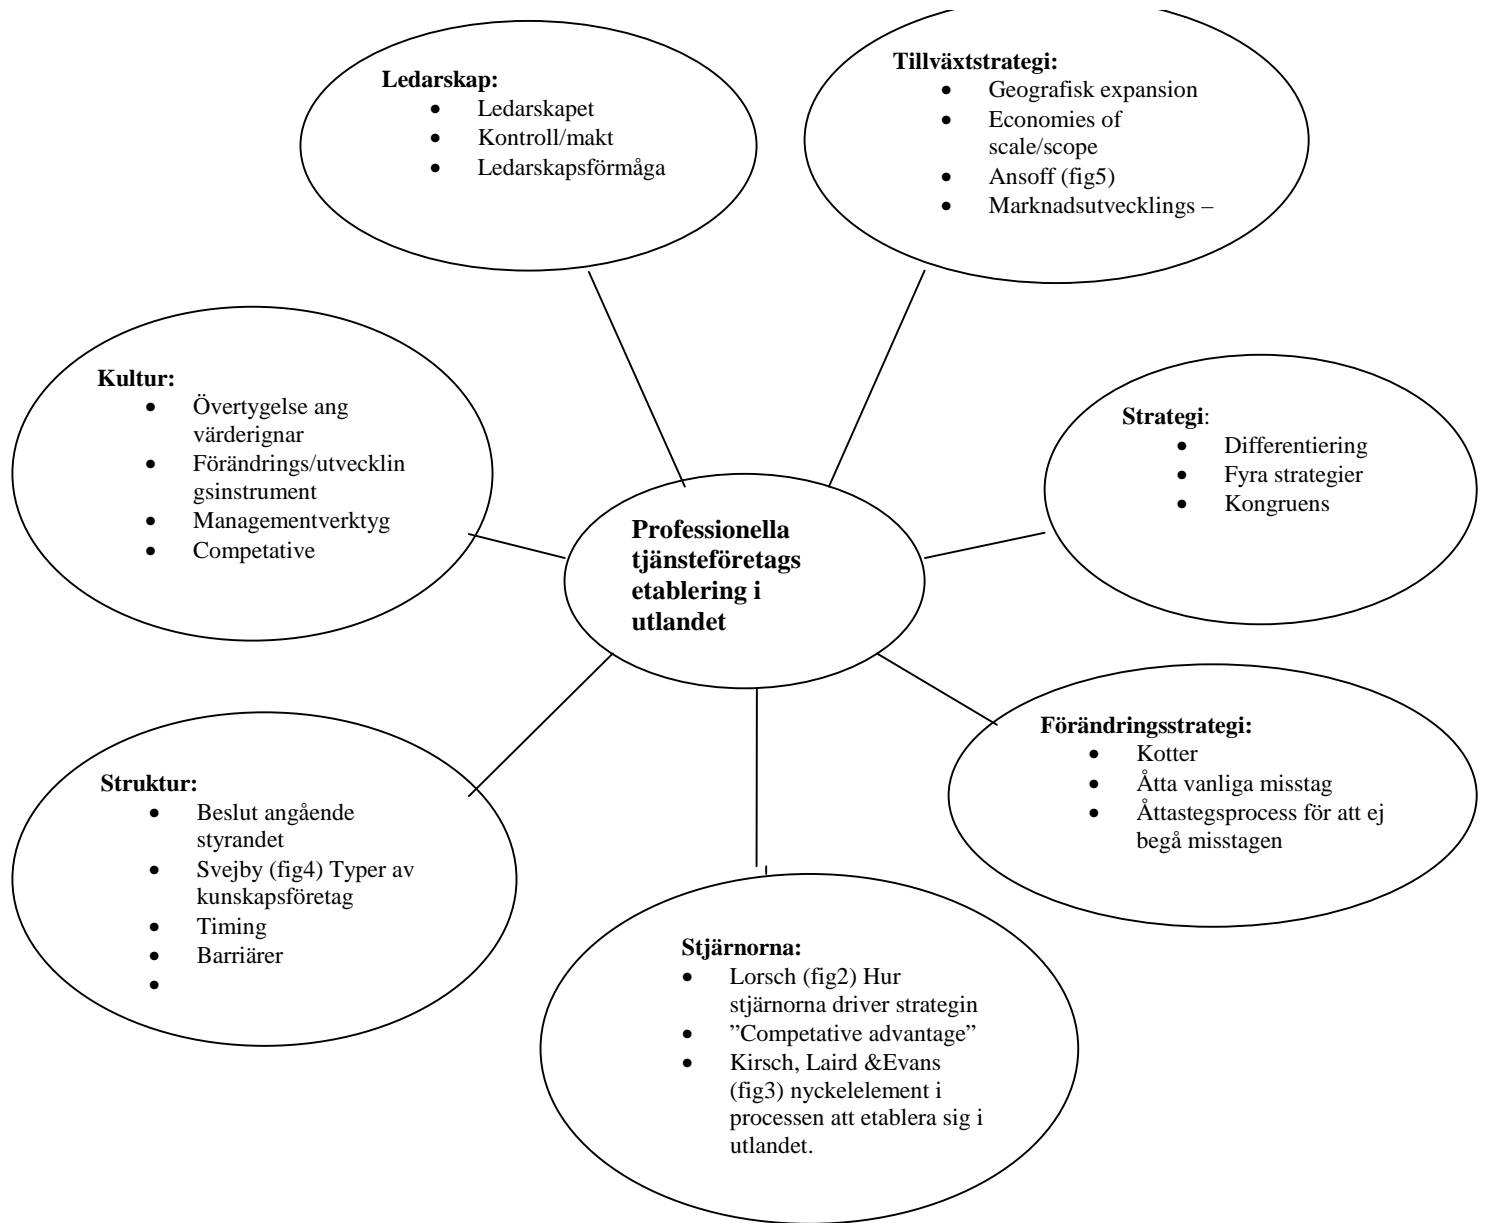 Ledarskap:
• Ledarskapet
• Kontroll/makt
• Ledarskapsförmåga
Tillväxtstrategi:
• Geografisk expansion
• Economies of
scale/scope
• Ansoff (fig5)
• Marknadsutvecklings –
Kultur:
• Övertygelse ang
värderignar
• Förändrings/utvecklin
gsinstrument
• Managementverktyg
• Competative
Strategi:
• Differentiering
• Fyra strategier
• Kongruens
Professionella
tjänsteföretags
etablering i
utlandet
Förändringsstrategi:
• Kotter
• Åtta vanliga misstag
• Åttastegsprocess för att ej
begå misstagen
Struktur:
• Beslut angående
styrandet
• Svejby (fig4) Typer av
kunskapsföretag
• Timing
• Barriärer
•
Stjärnorna:
• Lorsch (fig2) Hur
stjärnorna driver strategin
• ”Competative advantage”
• Kirsch, Laird &Evans
(fig3) nyckelelement i
processen att etablera sig i
utlandet.